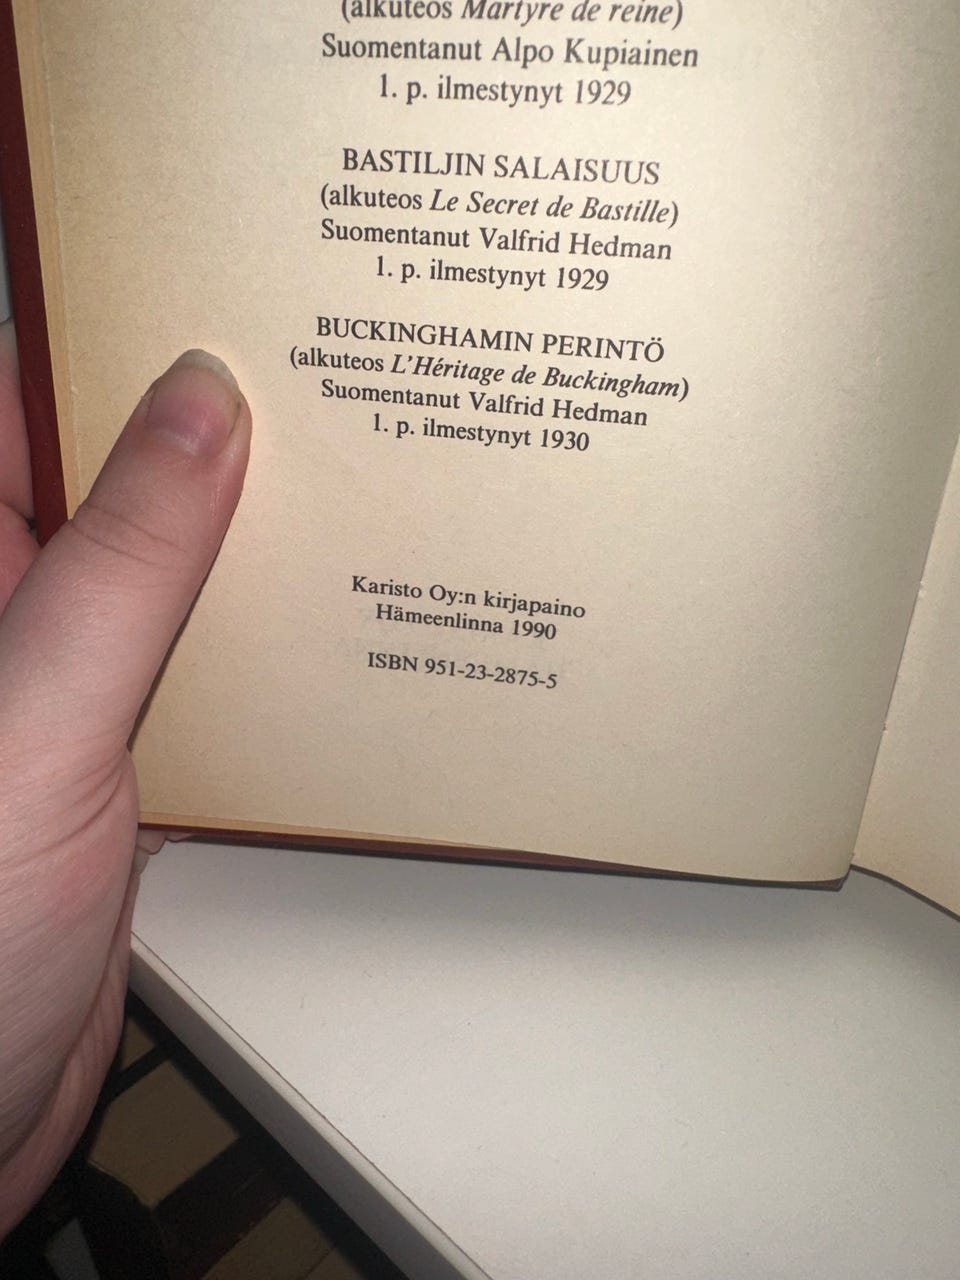 (alkuteos Martyre de reine)
Suomentanut Alpo Kupiainen
1. p. ilmestynyt 1929
BASTILJIN SALAISUUS
(alkuteos Le Secret de Bastille)
Suomentanut Valfrid Hedman
1. p. ilmestynyt 1929
BUCKINGHAMIN PERINTÖ
(alkuteos L'Héritage de Buckingham)
Suomentanut Valfrid Hedman
1. p. ilmestynyt 1930
Karisto Oy:n kirjapaino
Hämeenlinna 1990
ISBN 951-23-2875-5